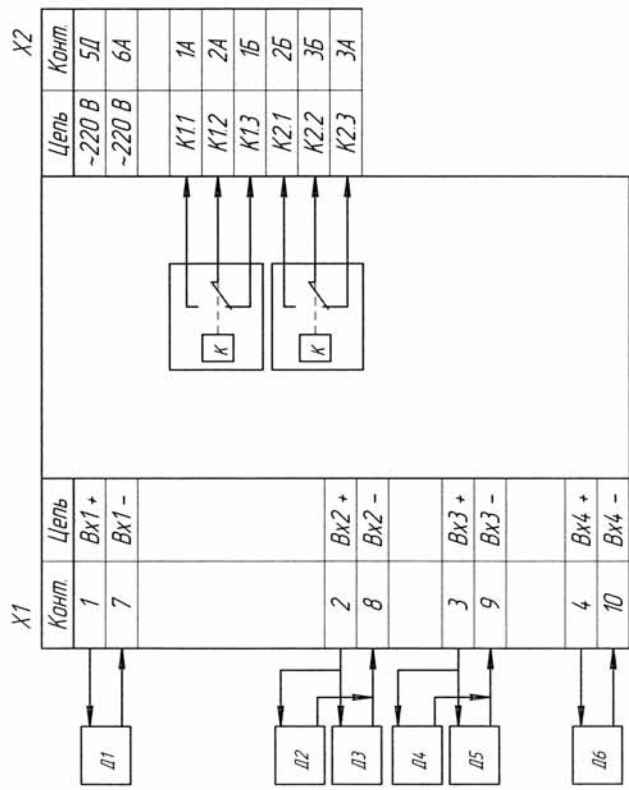 X1
Конт. Цепь
1 Вх1 +
7 Вх1 -
2 Вх2 +
8 Вх2 -
3 Вх3 +
9 Вх3 -
4 Вх4 +
10 Вх4 -
Д1
Д2
Д3
Д4
Д5
Д6
К
К
X2
Цепь Конт.
~220 В 5Д
~220 В 6А
К1.1 1А
К1.2 2А
К1.3 1Б
К2.1 2Б
К2.2 3Б
К2.3 3А